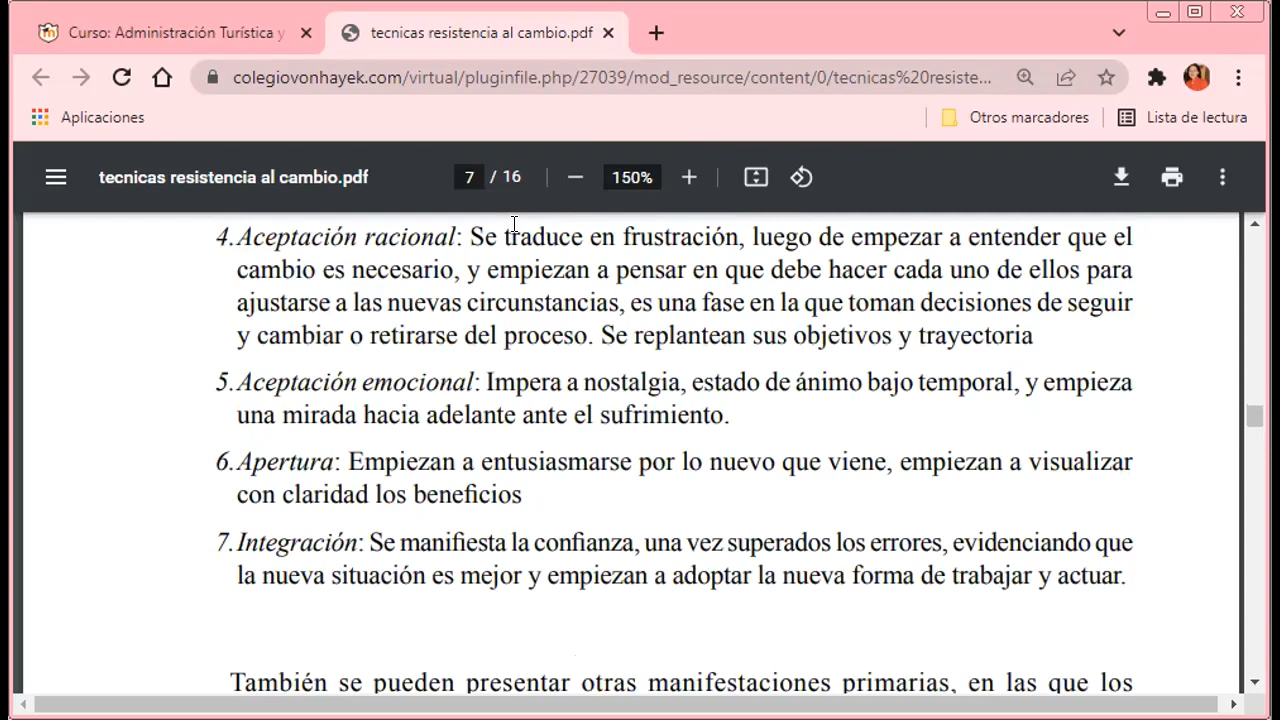 Curso: Administración Turística y
tecnicas resistencia al cambio.pdf
colegiovonhayek.com/virtual/pluginfile.php/27039/mod_resource/content/0/tecnicas%20resiste...
Aplicaciones
Otros marcadores
Lista de lectura
tecnicas resistencia al cambio.pdf
7 / 16
150%
4. Aceptación racional: Se traduce en frustración, luego de empezar a entender que el
cambio es necesario, y empiezan a pensar en que debe hacer cada uno de ellos para
ajustarse a las nuevas circunstancias, es una fase en la que toman decisiones de seguir
y cambiar o retirarse del proceso. Se replantean sus objetivos y trayectoria
5. Aceptación emocional: Impera a nostalgia, estado de ánimo bajo temporal, y empieza
una mirada hacia adelante ante el sufrimiento.
6. Apertura: Empiezan a entusiasmarse por lo nuevo que viene, empiezan a visualizar
con claridad los beneficios
7. Integración: Se manifiesta la confianza, una vez superados los errores, evidenciando que
la nueva situación es mejor y empiezan a adoptar la nueva forma de trabajar y actuar.
También se pueden presentar otras manifestaciones primarias, en las que los